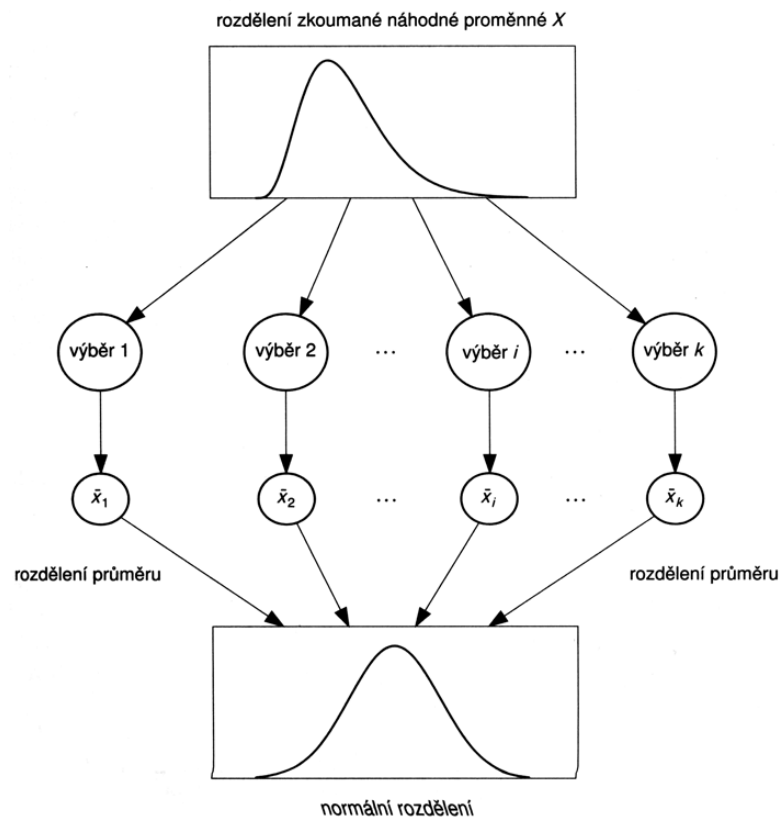 rozdělení zkoumané náhodné proměnné X
výběr 1
výběr 2
...
výběr i
...
výběr k
x̄₁
x̄₂
...
x̄ᵢ
...
x̄ₖ
rozdělení průměru
rozdělení průměru
normální rozdělení